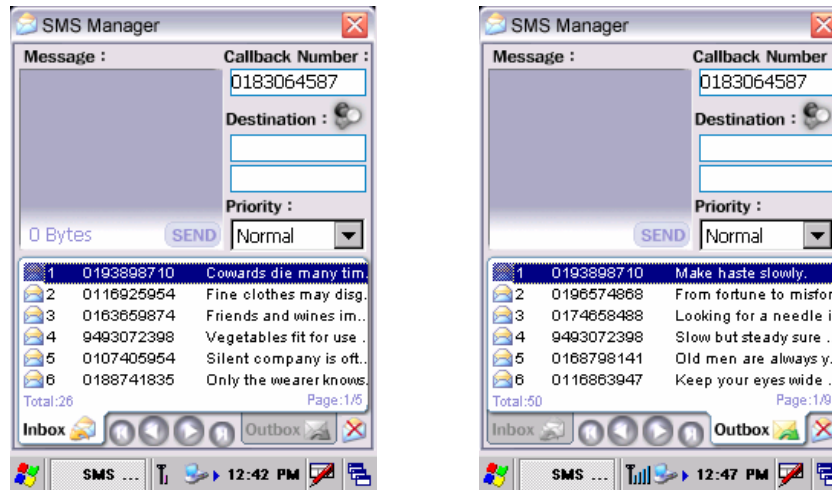 SMS Manager
Message :
Callback Number :
0183064587
Destination :
Priority :
0 Bytes
SEND
Normal
1 0193898710 Cowards die many tim.
2 0116925954 Fine clothes may disg.
3 0163659874 Friends and wines im..
4 9493072398 Vegetables fit for use .
5 0107405954 Silent company is oft..
6 0188741835 Only the wearer knows.
Total:26 Page:1/5
Inbox
Outbox
SMS ... 12:42 PM
SMS Manager
Message :
Callback Number
0183064587
Destination :
Priority :
SEND
Normal
1 0193898710 Make haste slowly.
2 0196574868 From fortune to misfor
3 0174658488 Looking for a needle i
4 9493072398 Slow but steady sure .
5 0168798141 Old men are always y.
6 0116863947 Keep your eyes wide .
Total:50 Page:1/9
Inbox
Outbox
SMS ... 12:47 PM